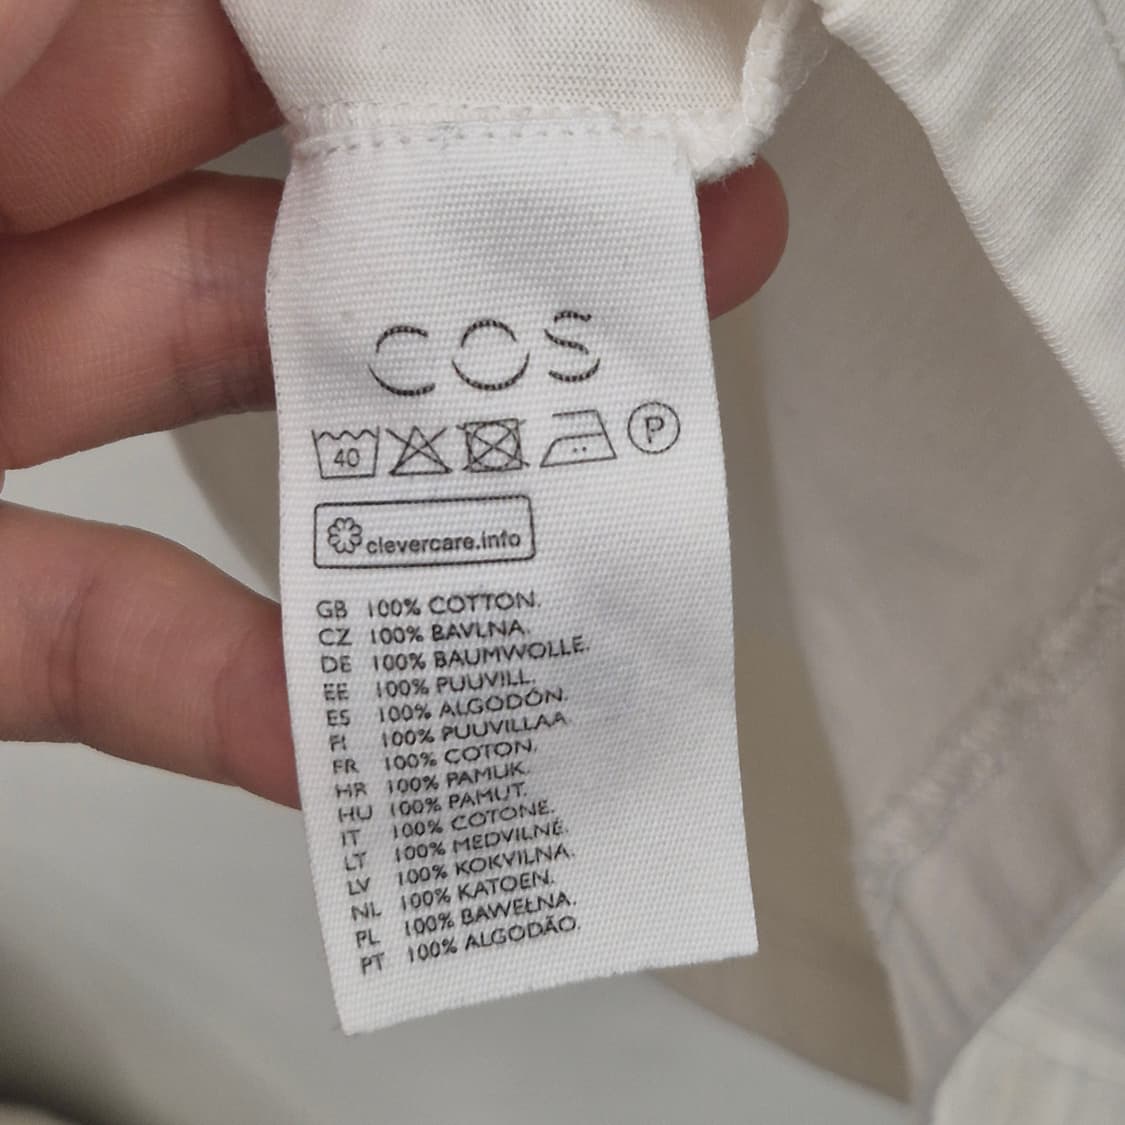 COS
40 P
clevercare.info
GB 100% COTTON.
CZ 100% BAVLNA.
DE 100% BAUMWOLLE.
EE 100% PUUVILL.
ES 100% ALGODÓN.
FI 100% PUUVILLAA.
FR 100% COTON.
HR 100% PAMUK.
HU 100% PAMUT.
IT 100% COTONE.
LT 100% MEDVILNĖ.
LV 100% KOKVILNA.
NL 100% KATOEN.
PL 100% BAWEŁNA.
PT 100% ALGODÃO.